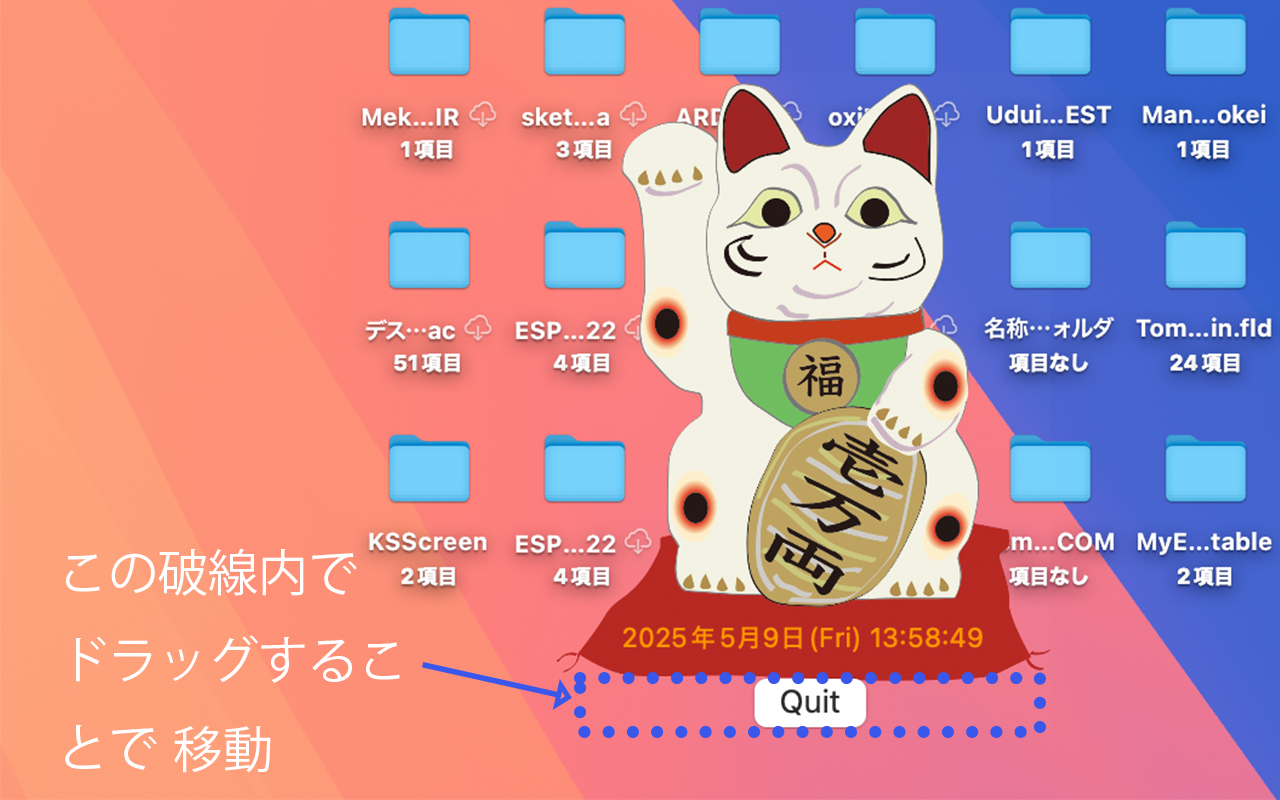 Mek...IR
1項目
sket...a
3項目
ARD
oxi
Udui...EST
1項目
Man...okei
1項目
デス…ac
51項目
ESP...22
4項目
名称…ォルダ
項目なし
Tom...in.fld
24項目
福
壱万両
KSScreen
2項目
ESP...22
4項目
m...COM
項目なし
MyE...table
2項目
この破線内で
ドラッグするこ
とで 移動
2025年5月9日(Fri) 13:58:49
Quit